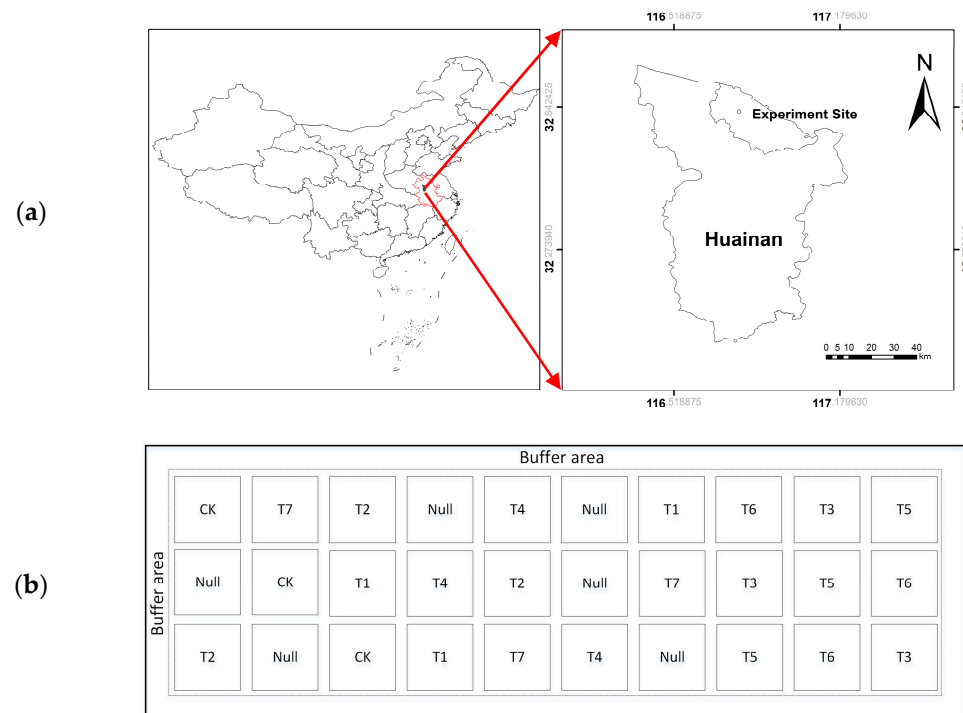 116.518875 117.179630
N
32.842425
Experiment Site
(a)
Huainan
32.273940
0 5 10 20 30 40
km
116.518875 117.179630
Buffer area
CK T7 T2 Null T4 Null T1 T6 T3 T5
(b)
Buffer area
Null CK T1 T4 T2 Null T7 T3 T5 T6
T2 Null CK T1 T7 T4 Null T5 T6 T3